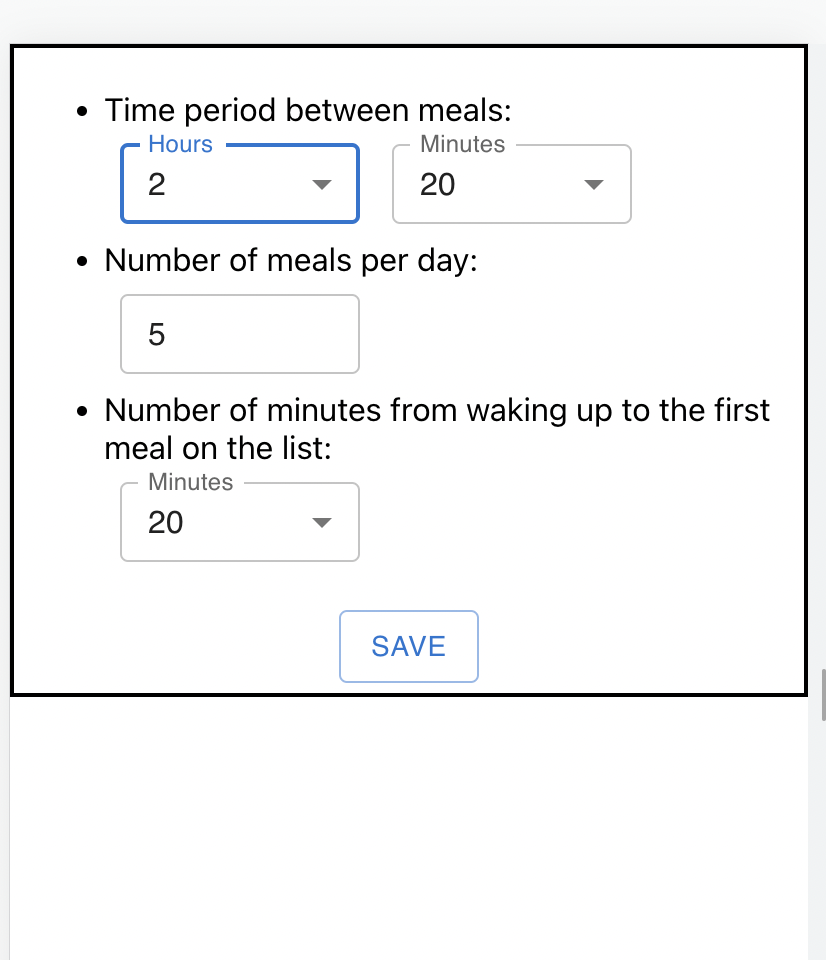 Time period between meals:
Hours
Minutes
2
20
Number of meals per day:
5
Number of minutes from waking up to the first
meal on the list:
Minutes
20
SAVE